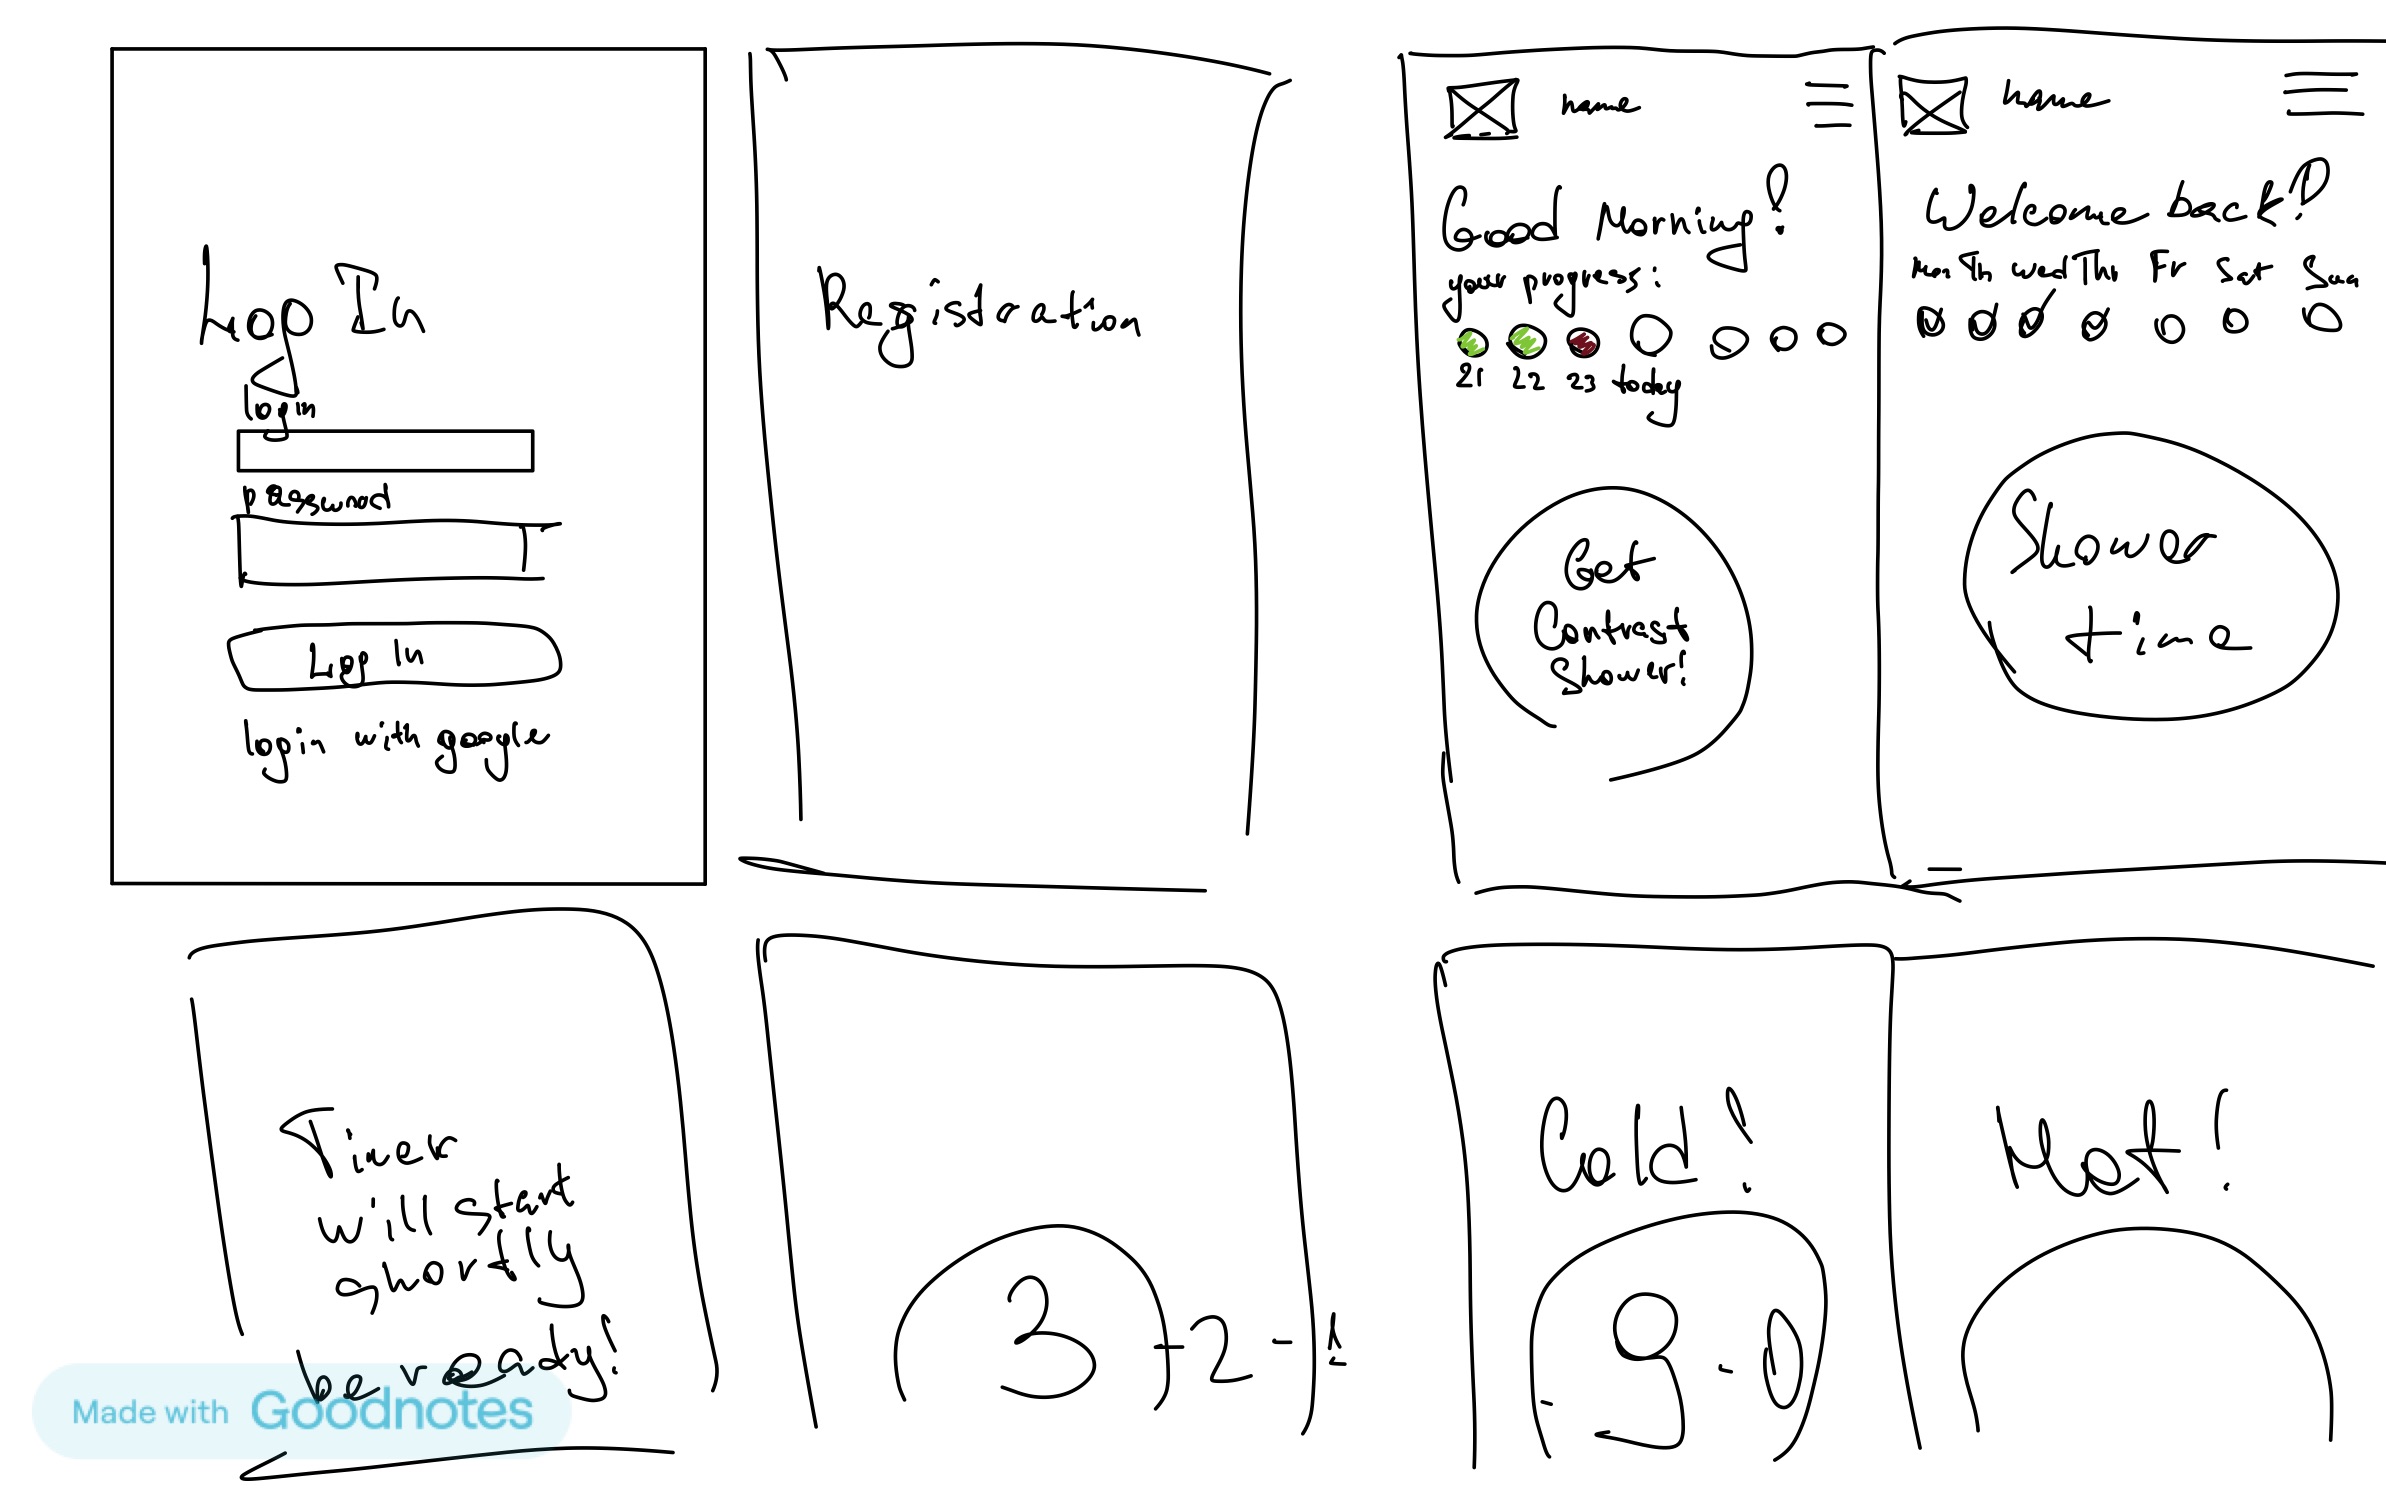 Log In
login
password
Log In
login with google
Registration
name
Good Morning!
your progress:
21 22 23 today
Get
Contrast
Shower!
name
Welcome back!
Mon Th wed Thu Fr Sat Sun
Shower
time
Timer
will start
shortly
be ready!
Made with Goodnotes
3 - 2 - 1
Cold!
- 9 - 0
Hot!